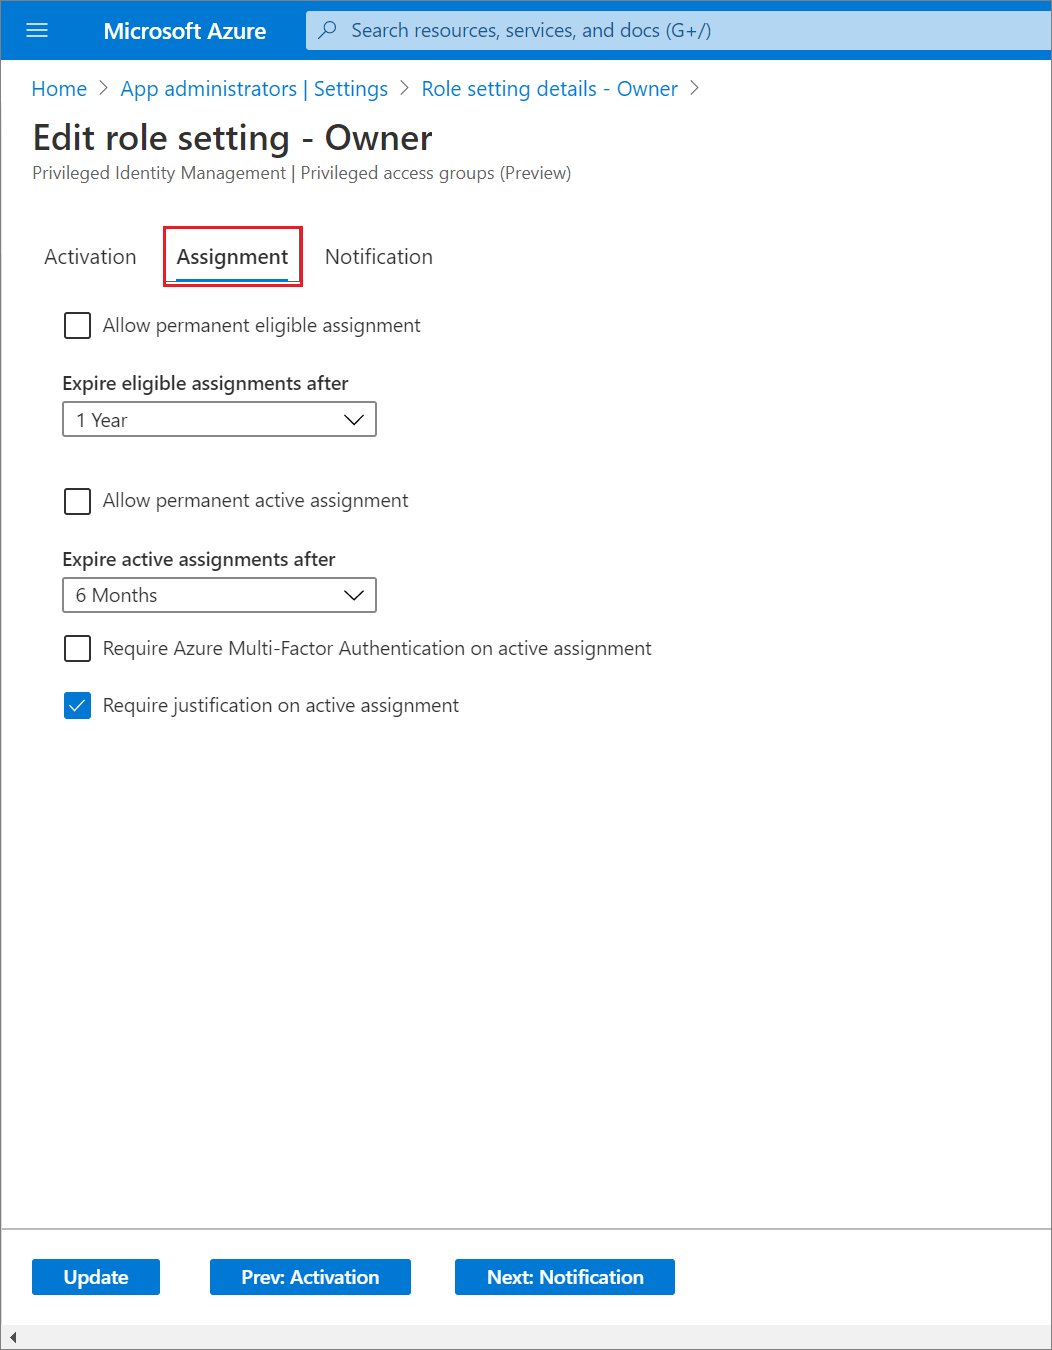 Microsoft Azure
Search resources, services, and docs (G+/)
Home > App administrators | Settings > Role setting details - Owner >
Edit role setting - Owner
Privileged Identity Management | Privileged access groups (Preview)
Activation Assignment Notification
Allow permanent eligible assignment
Expire eligible assignments after
1 Year
Allow permanent active assignment
Expire active assignments after
6 Months
Require Azure Multi-Factor Authentication on active assignment
Require justification on active assignment
Update Prev: Activation Next: Notification